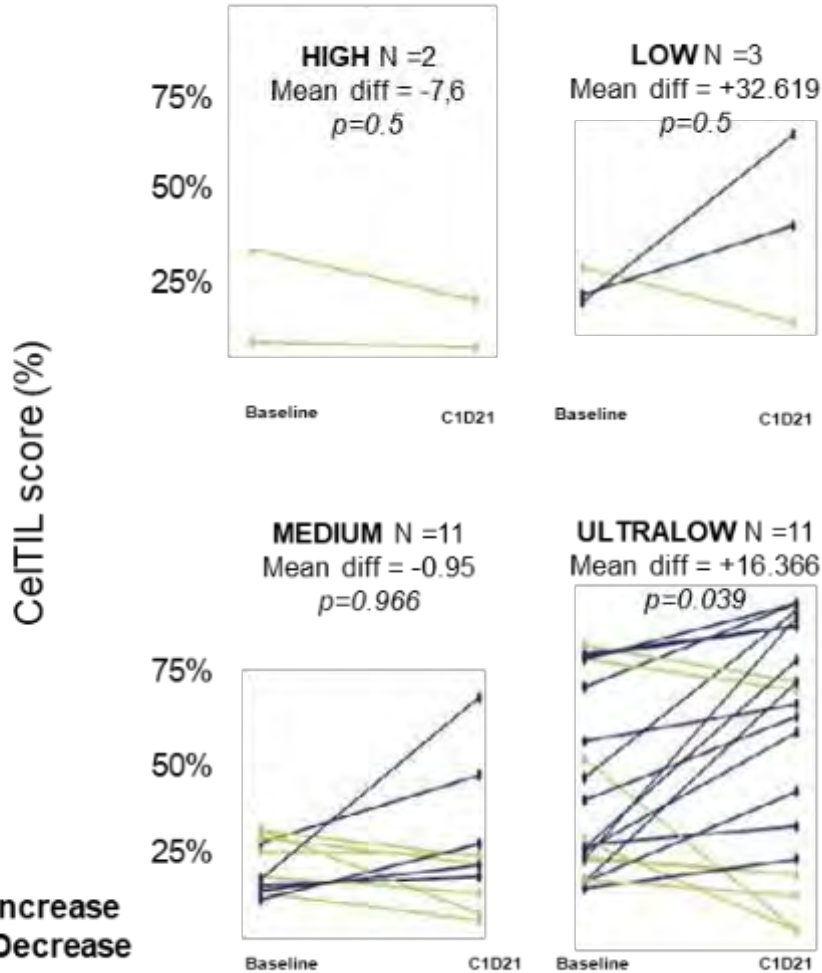 HIGH N =2
Mean diff = -7,6
p=0.5
LOW N =3
Mean diff = +32.619
p=0.5
75%
50%
25%
Baseline
C1D21
Baseline
C1D21
CelTIL score (%)
MEDIUM N =11
Mean diff = -0.95
p=0.966
ULTRALOW N =11
Mean diff = +16.366
p=0.039
75%
50%
25%
ncrease
Decrease
Baseline
C1D21
Baseline
C1D21